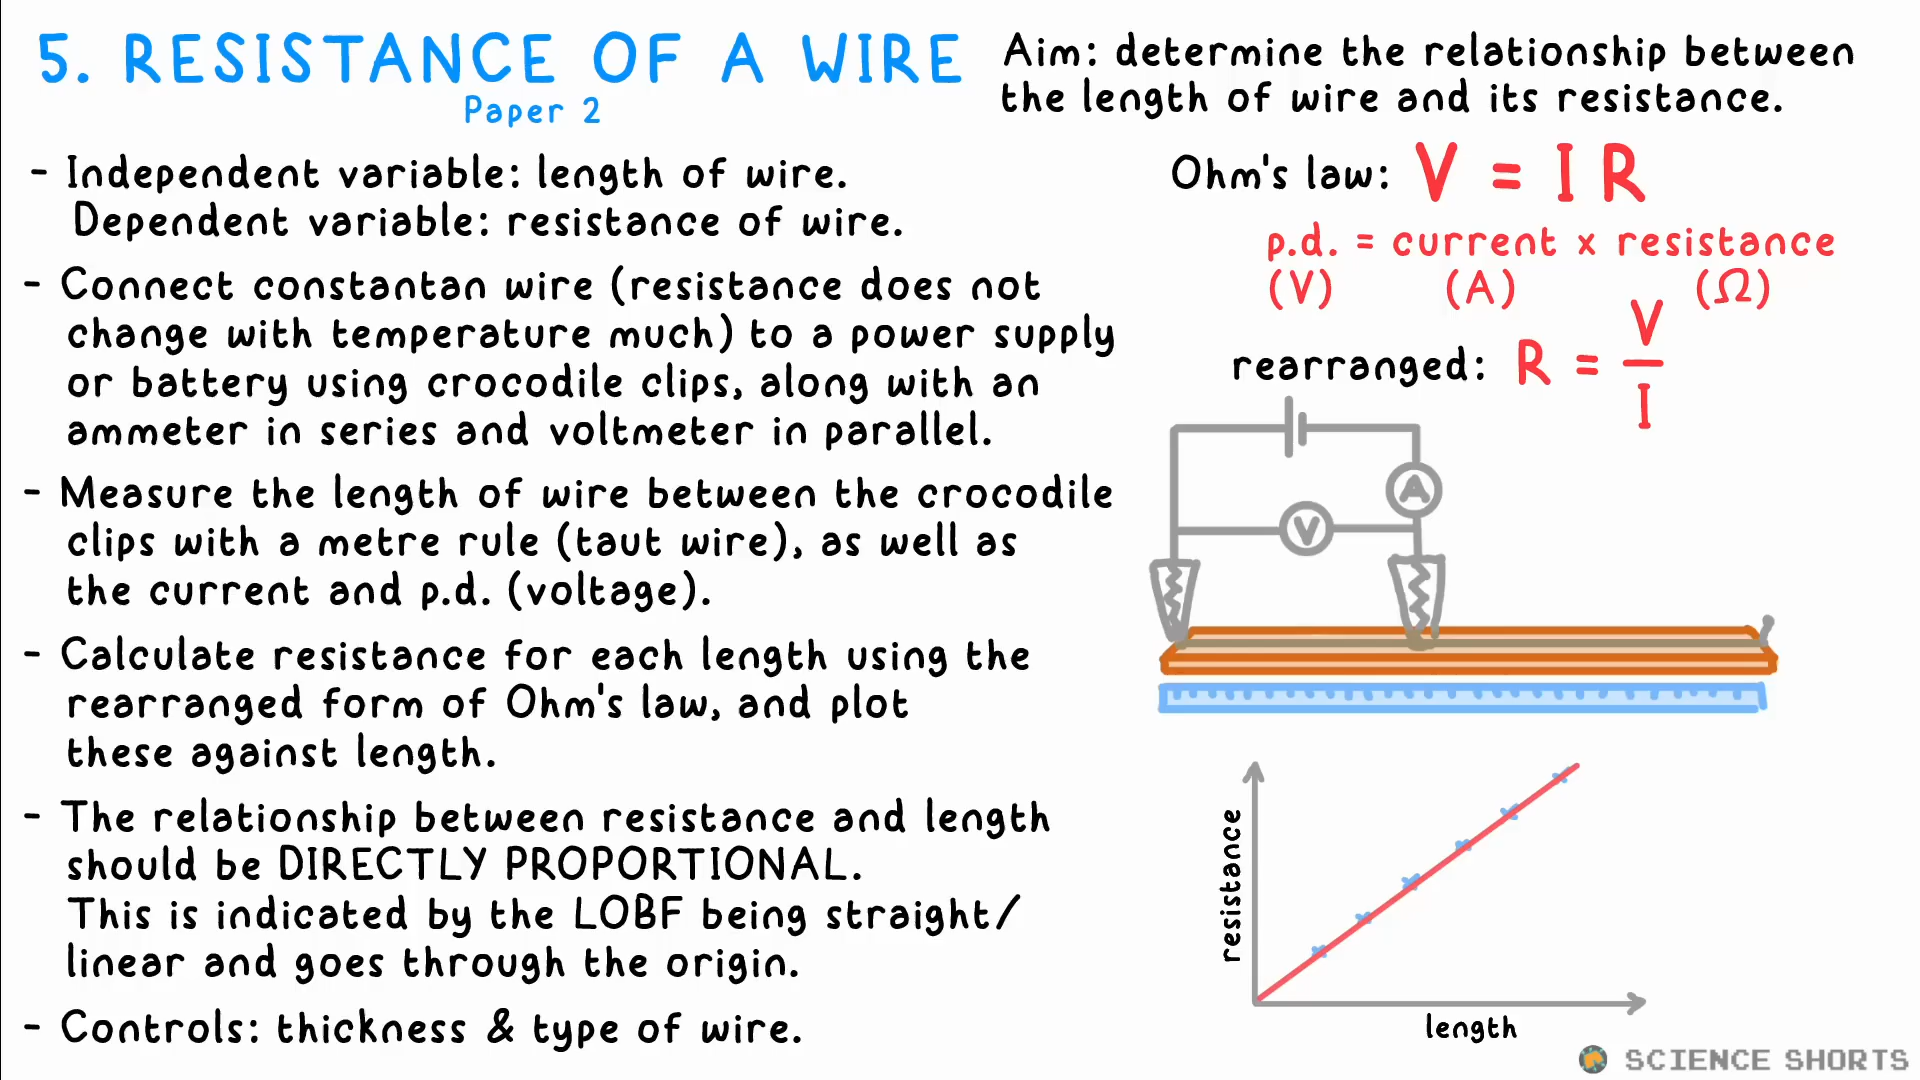 5. RESISTANCE OF A WIRE
Paper 2
Aim: determine the relationship between
the length of wire and its resistance.
- Independent variable: length of wire.
Dependent variable: resistance of wire.
- Connect constantan wire (resistance does not
change with temperature much) to a power supply
or battery using crocodile clips, along with an
ammeter in series and voltmeter in parallel.
- Measure the length of wire between the crocodile
clips with a metre rule (taut wire), as well as
the current and p.d. (voltage).
- Calculate resistance for each length using the
rearranged form of Ohm's law, and plot
these against length.
- The relationship between resistance and length
should be DIRECTLY PROPORTIONAL.
This is indicated by the LOBF being straight/
linear and goes through the origin.
- Controls: thickness & type of wire.
Ohm's law: V = I R
p.d. = current x resistance
(V) (A) (Ω)
rearranged: R = V
I
A
V
resistance
length
SCIENCE SHORTS